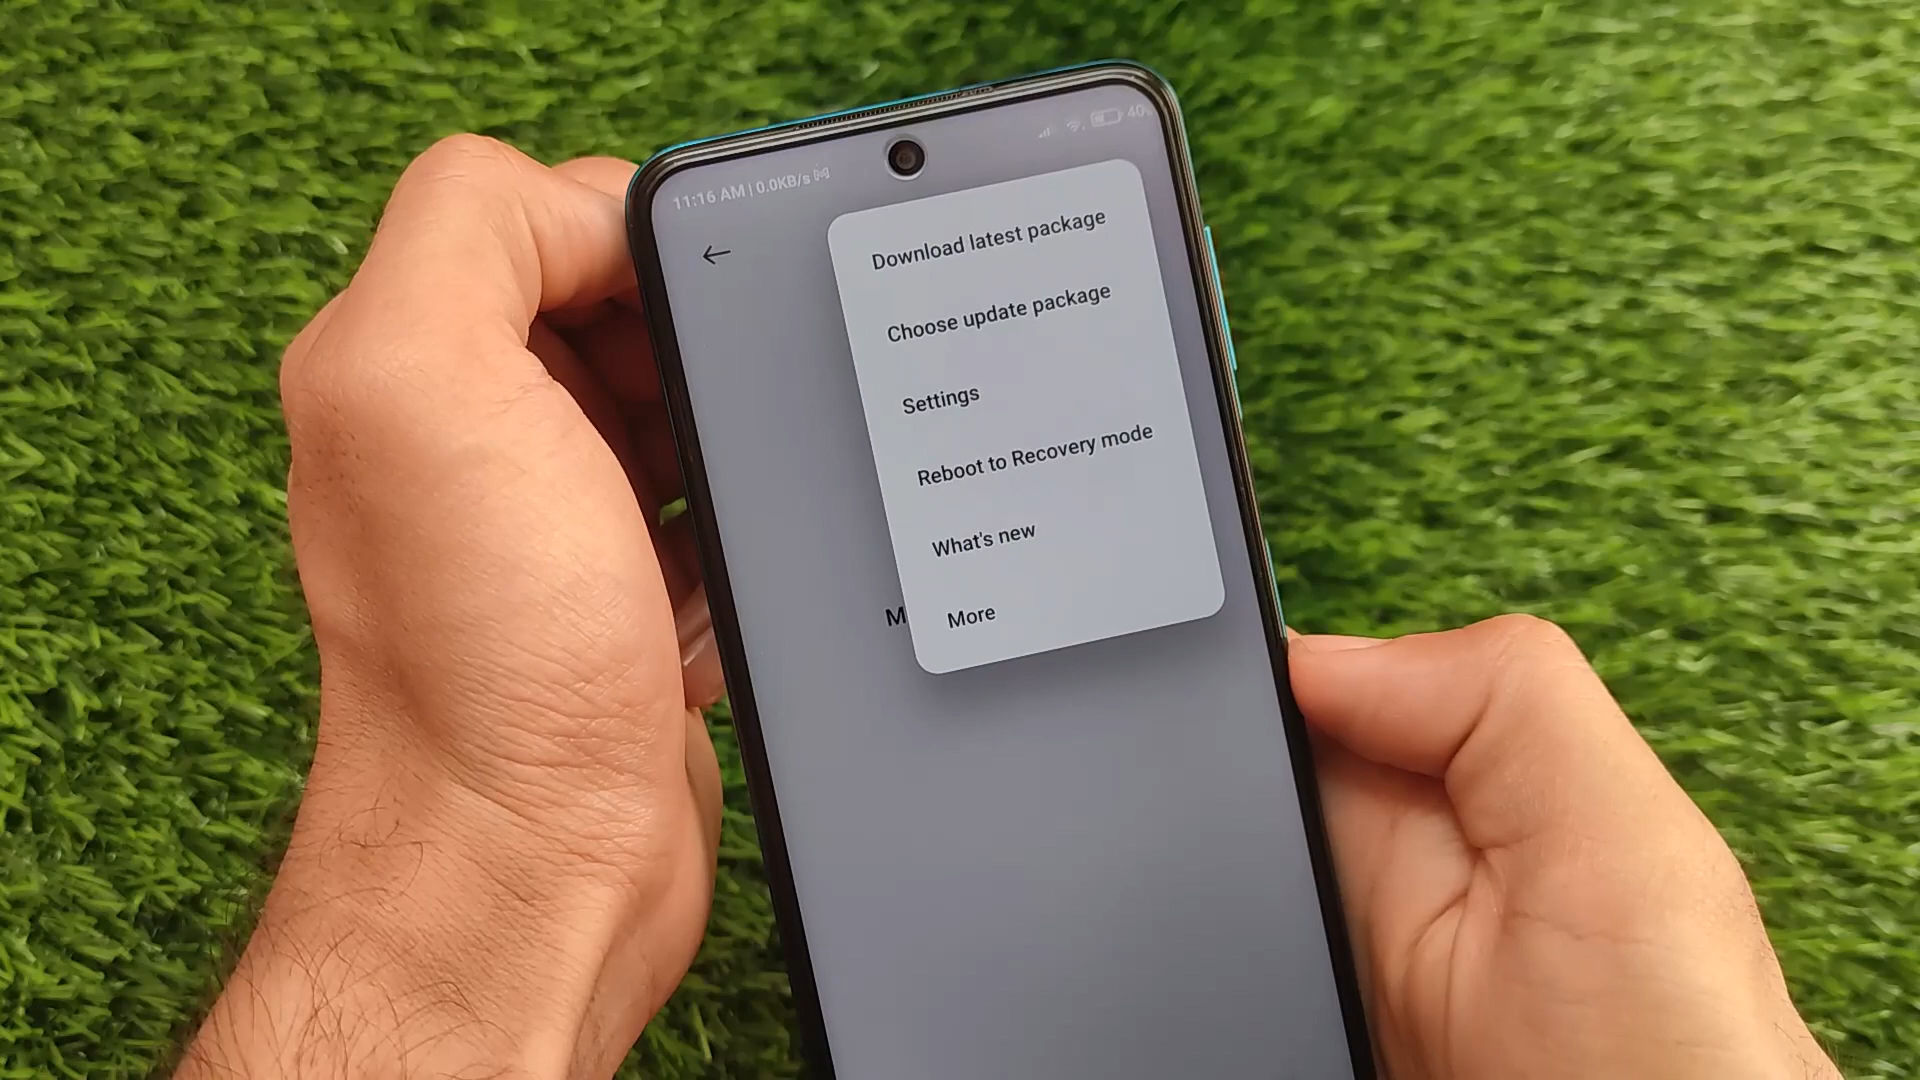 11:16 AM | 0.0KB/s
40
Download latest package
Choose update package
Settings
Reboot to Recovery mode
What's new
More
M